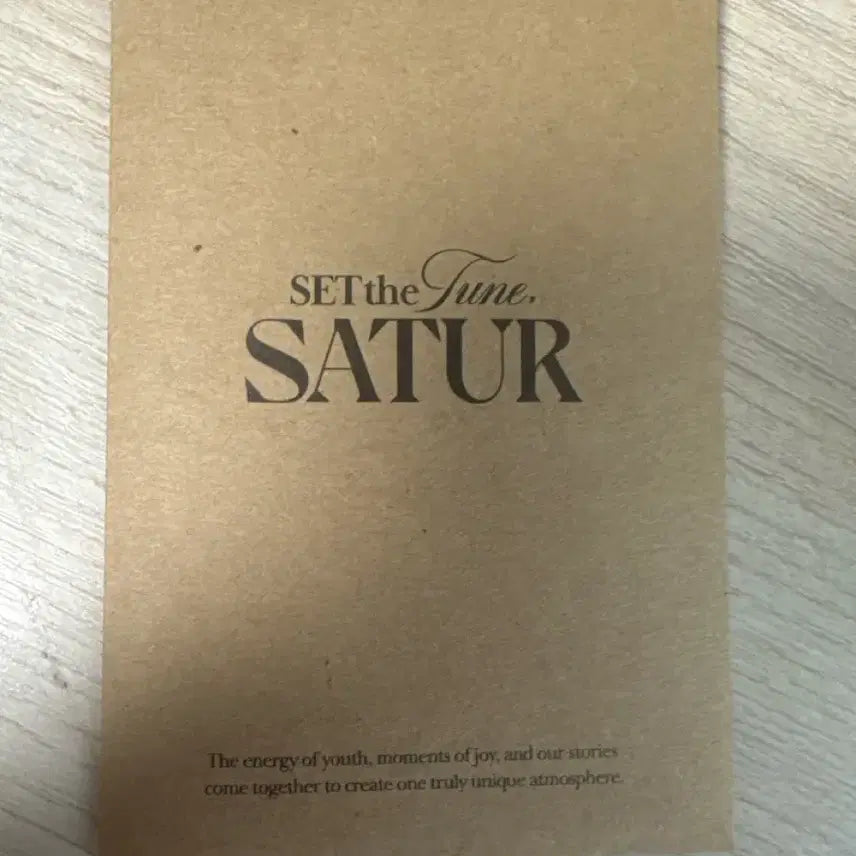 SET the Tune,
SATUR
The energy of youth, moments of joy, and our stories
come together to create one truly unique atmosphere.